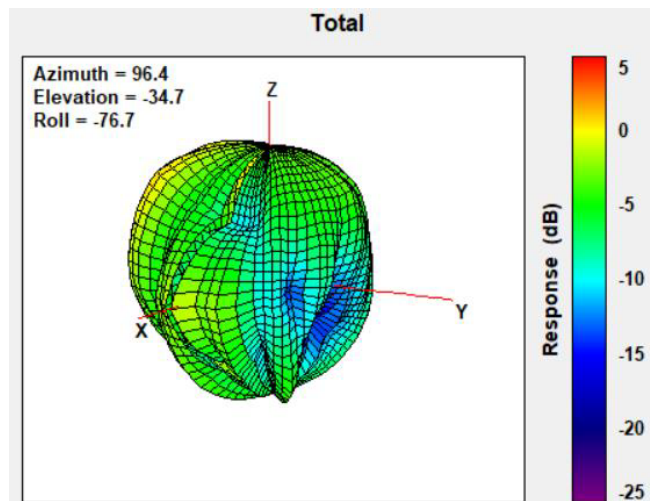 Total
Azimuth = 96.4
Elevation = -34.7
Roll = -76.7
Z
X
Y
Response (dB)
5
0
-5
-10
-15
-20
-25